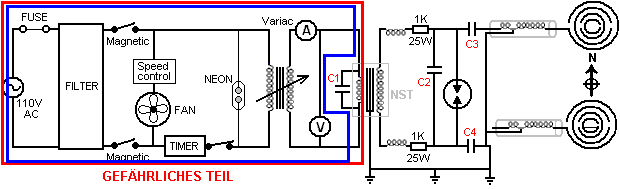 FUSE
Magnetic
Variac
A
1K
25W
C3
Speed
control
NEON
C1
NST
C2
N
110V
AC
FILTER
FAN
V
TIMER
Magnetic
1K
25W
C4
GEFÄHRLICHES TEIL